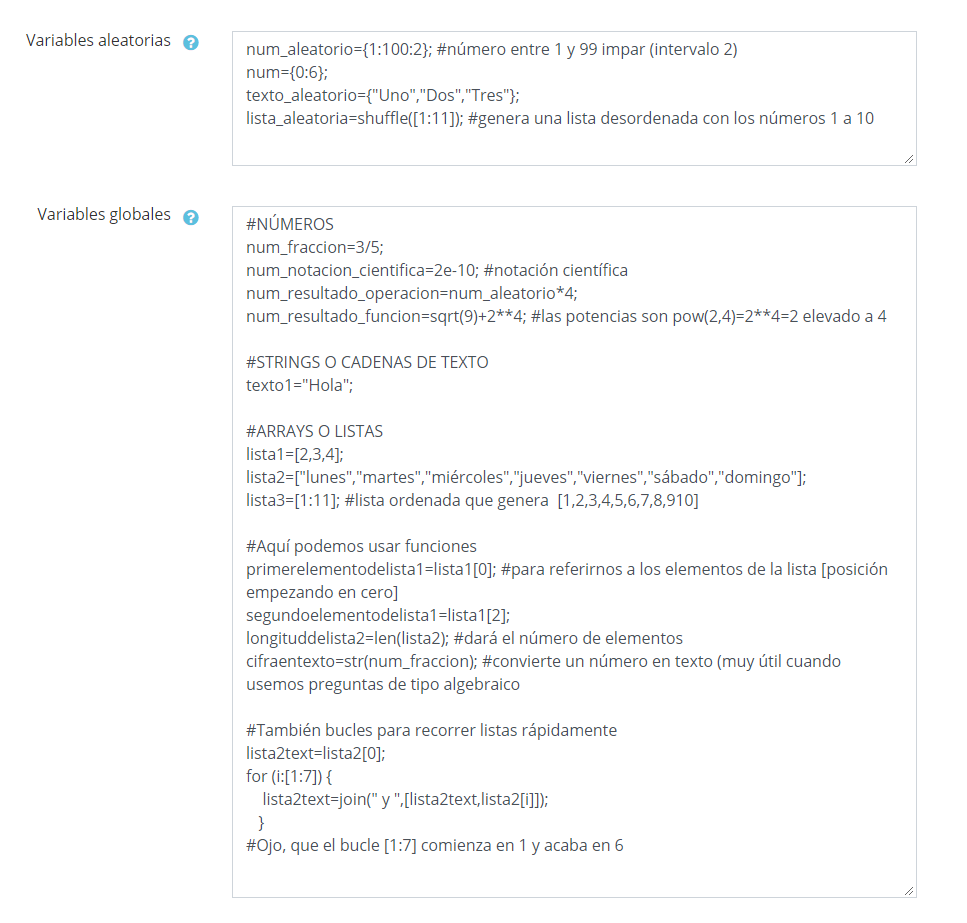 Variables aleatorias ?
num_aleatorio={1:100:2}; #número entre 1 y 99 impar (intervalo 2)
num={0:6};
texto_aleatorio={"Uno","Dos","Tres"};
lista_aleatoria=shuffle([1:11]); #genera una lista desordenada con los números 1 a 10
Variables globales ?
#NÚMEROS
num_fraccion=3/5;
num_notacion_cientifica=2e-10; #notación científica
num_resultado_operacion=num_aleatorio*4;
num_resultado_funcion=sqrt(9)+2**4; #las potencias son pow(2,4)=2**4=2 elevado a 4
#STRINGS O CADENAS DE TEXTO
texto1="Hola";
#ARRAYS O LISTAS
lista1=[2,3,4];
lista2=["lunes","martes","miércoles","jueves","viernes","sábado","domingo"];
lista3=[1:11]; #lista ordenada que genera  [1,2,3,4,5,6,7,8,910]
#Aquí podemos usar funciones
primerelementodelista1=lista1[0]; #para referirnos a los elementos de la lista [posición
empezando en cero]
segundoelementodelista1=lista1[2];
longituddelista2=len(lista2); #dará el número de elementos
cifraentexto=str(num_fraccion); #convierte un número en texto (muy útil cuando
usemos preguntas de tipo algebraico
#También bucles para recorrer listas rápidamente
lista2text=lista2[0];
for (i:[1:7]) {
lista2text=join(" y ",[lista2text,lista2[i]]);
}
#Ojo, que el bucle [1:7] comienza en 1 y acaba en 6